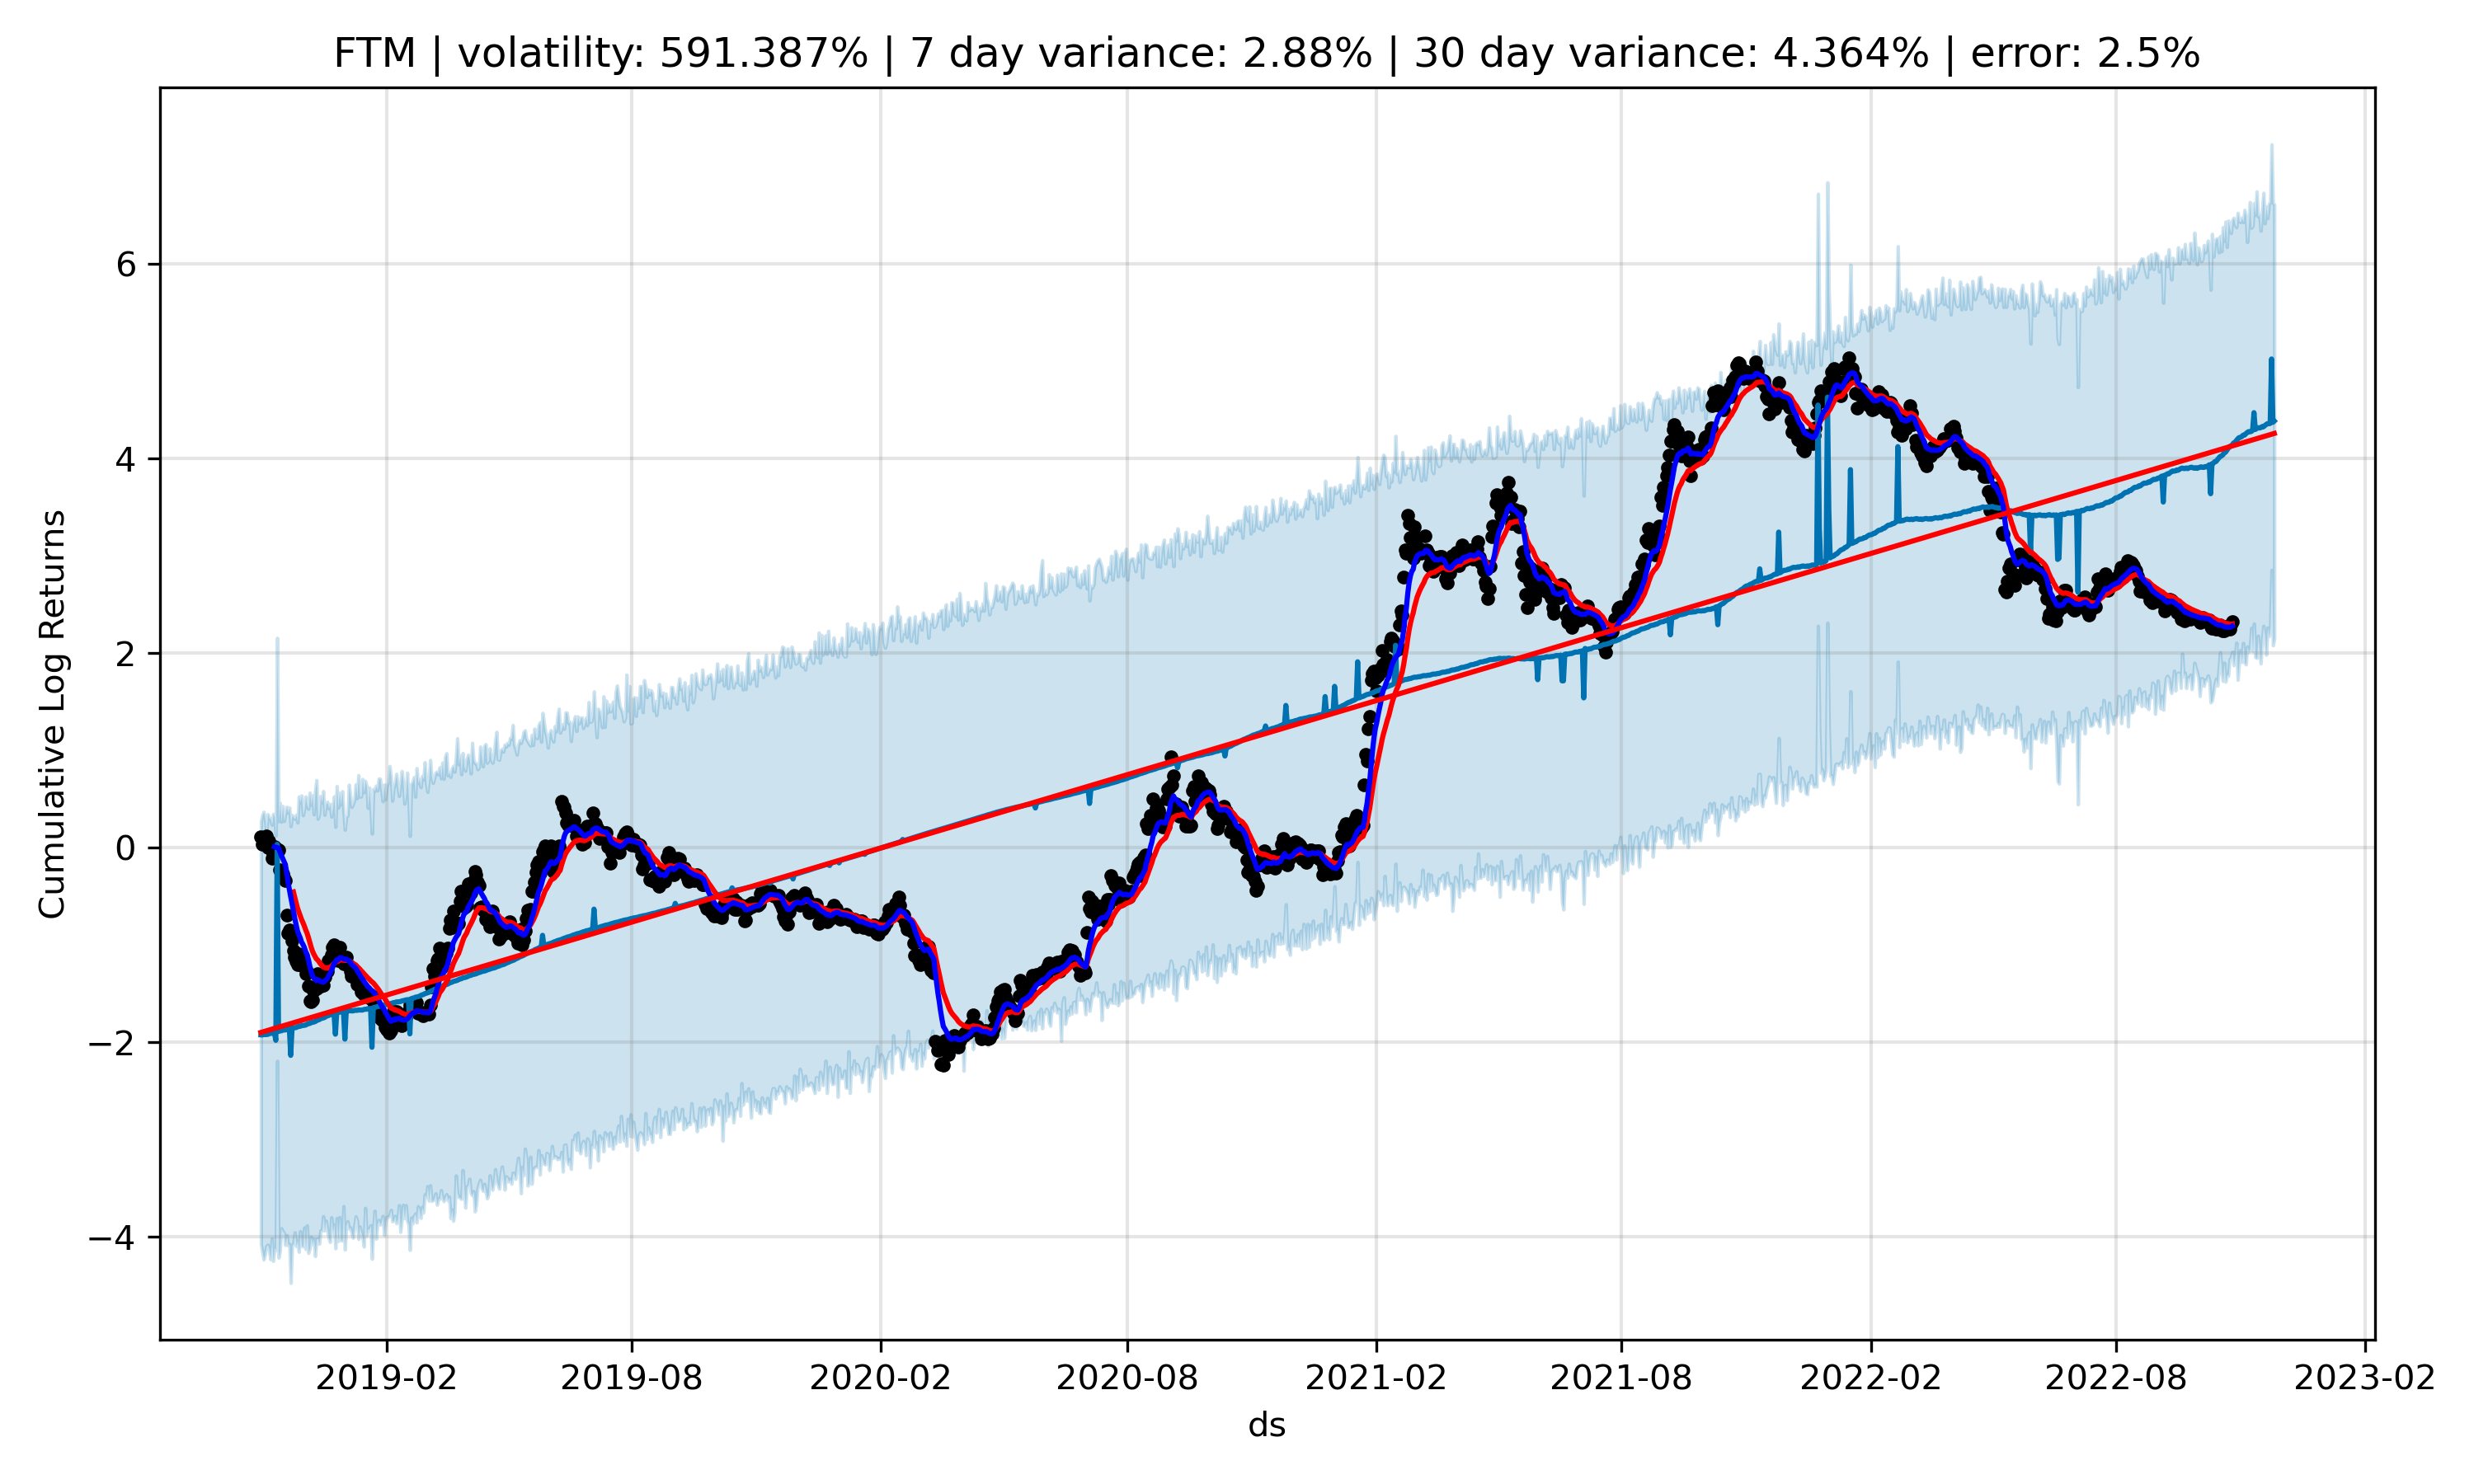 FTM | volatility: 591.387% | 7 day variance: 2.88% | 30 day variance: 4.364% | error: 2.5%
Cumulative Log Returns
6
4
2
0
−2
−4
2019-02 2019-08 2020-02 2020-08 2021-02 2021-08 2022-02 2022-08 2023-02
ds